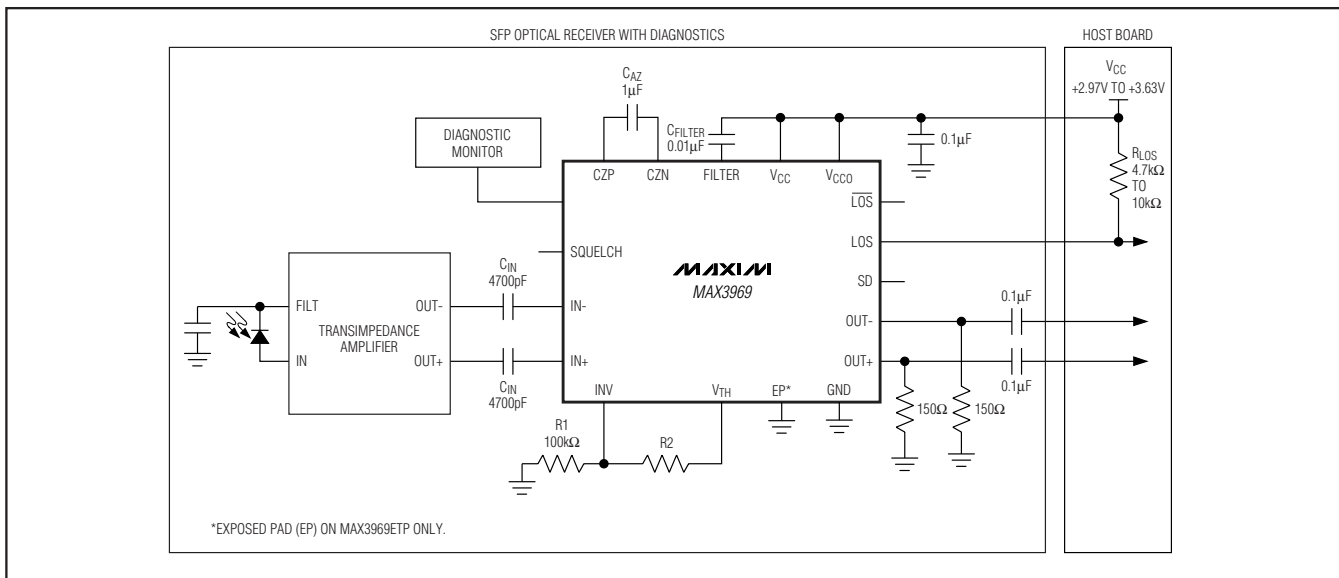 SFP OPTICAL RECEIVER WITH DIAGNOSTICS
HOST BOARD
VCC
+2.97V TO +3.63V
CAZ
1µF
DIAGNOSTIC
MONITOR
CFILTER
0.01µF
0.1µF
RLOS
4.7kΩ
TO
10kΩ
CZP
CZN
FILTER
VCC
VCCO
LOS
LOS
SQUELCH
MAXIM
MAX3969
SD
CIN
4700pF
IN-
OUT-
0.1µF
FILT
OUT-
TRANSIMPEDANCE
AMPLIFIER
IN
OUT+
IN+
OUT+
0.1µF
CIN
4700pF
INV
VTH
EP*
GND
150Ω
150Ω
R1
100kΩ
R2
*EXPOSED PAD (EP) ON MAX3969ETP ONLY.